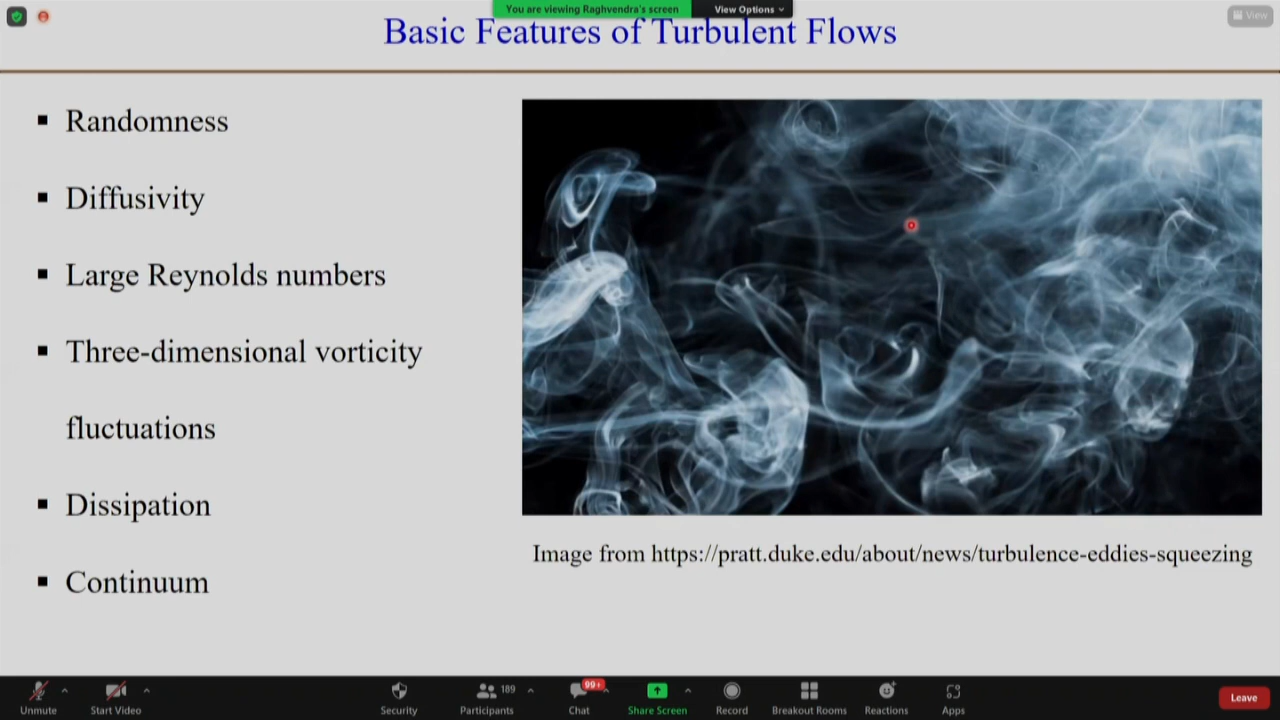 You are viewing Raghvendra's screen
View Options
View
Basic Features of Turbulent Flows
▪ Randomness
▪ Diffusivity
▪ Large Reynolds numbers
▪ Three-dimensional vorticity
fluctuations
▪ Dissipation
▪ Continuum
Image from https://pratt.duke.edu/about/news/turbulence-eddies-squeezing
Unmute
Start Video
Security
Participants
189
Chat
99+
Share Screen
Record
Breakout Rooms
Reactions
Apps
Leave